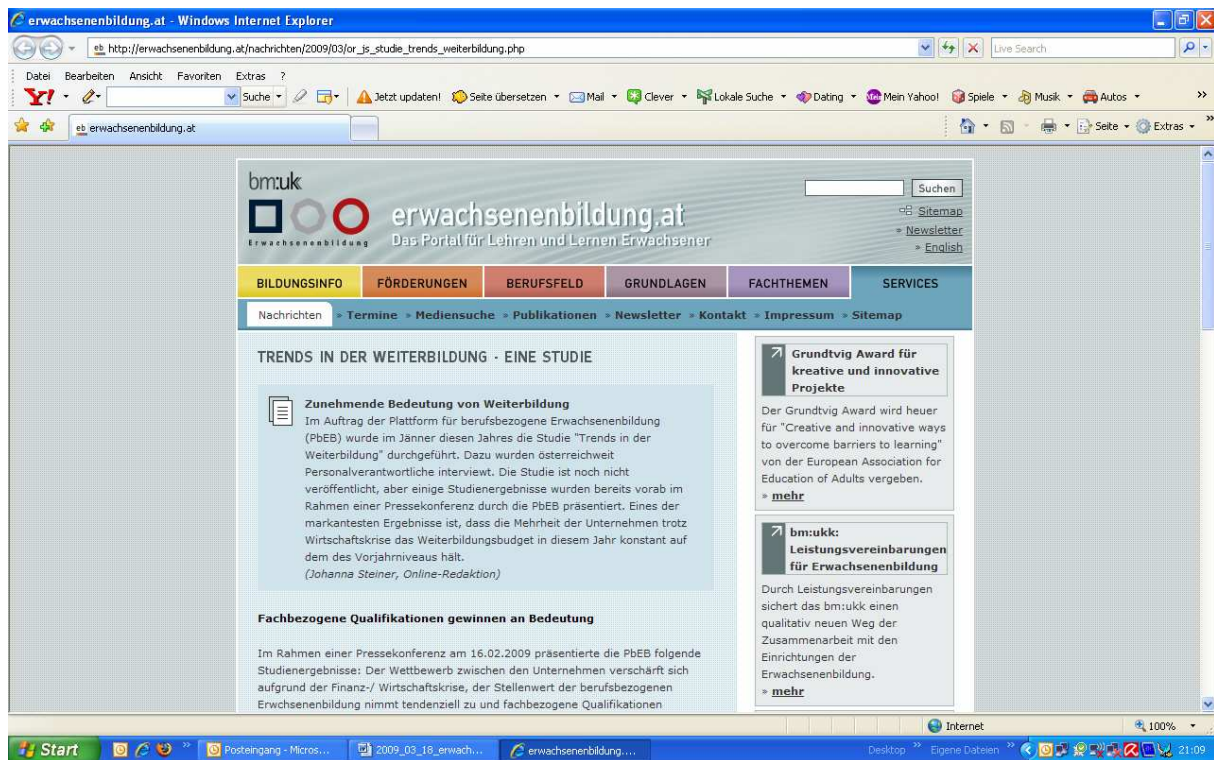 erwachsenenbildung.at - Windows Internet Explorer
http://erwachsenenbildung.at/nachrichten/2009/03/or_js_studie_trends_weiterbildung.php
Live Search
Datei Bearbeiten Ansicht Favoriten Extras ?
Y! Suche Jetzt updaten! Seite übersetzen Mail Clever Lokale Suche Dating Mein Yahoo! Spiele Musik Autos »
erwachsenenbildung.at Seite Extras »
bm:uk
Erwachsenenbildung
erwachsenenbildung.at
Das Portal für Lehren und Lernen Erwachsener
Suchen
Sitemap
» Newsletter
» English
BILDUNGSINFO FÖRDERUNGEN BERUFSFELD GRUNDLAGEN FACHTHEMEN SERVICES
Nachrichten » Termine » Mediensuche » Publikationen » Newsletter » Kontakt » Impressum » Sitemap
TRENDS IN DER WEITERBILDUNG - EINE STUDIE
Zunehmende Bedeutung von Weiterbildung
Im Auftrag der Plattform für berufsbezogene Erwachsenenbildung
(PbEB) wurde im Jänner diesen Jahres die Studie "Trends in der
Weiterbildung" durchgeführt. Dazu wurden österreichweit
Personalverantwortliche interviewt. Die Studie ist noch nicht
veröffentlicht, aber einige Studienergebnisse wurden bereits vorab im
Rahmen einer Pressekonferenz durch die PbEB präsentiert. Eines der
markantesten Ergebnisse ist, dass die Mehrheit der Unternehmen trotz
Wirtschaftskrise das Weiterbildungsbudget in diesem Jahr konstant auf
dem des Vorjahrniveaus hält.
(Johanna Steiner, Online-Redaktion)
Fachbezogene Qualifikationen gewinnen an Bedeutung
Im Rahmen einer Pressekonferenz am 16.02.2009 präsentierte die PbEB folgende
Studienergebnisse: Der Wettbewerb zwischen den Unternehmen verschärft sich
aufgrund der Finanz-/ Wirtschaftskrise, der Stellenwert der berufsbezogenen
Erwchsenenbildung nimmt tendenziell zu und fachbezogene Qualifikationen
Grundtvig Award für
kreative und innovative
Projekte
Der Grundtvig Award wird heuer
für "Creative and innovative ways
to overcome barriers to learning"
von der European Association for
Education of Adults vergeben.
» mehr
bm:ukk:
Leistungsvereinbarungen
für Erwachsenenbildung
Durch Leistungsvereinbarungen
sichert das bm:ukk einen
qualitativ neuen Weg der
Zusammenarbeit mit den
Einrichtungen der
Erwachsenenbildung.
» mehr
Internet 100%
Start » Posteingang - Micros... 2009_03_18_erwach... erwachsenenbildung.... Desktop » Eigene Dateien » 21:09